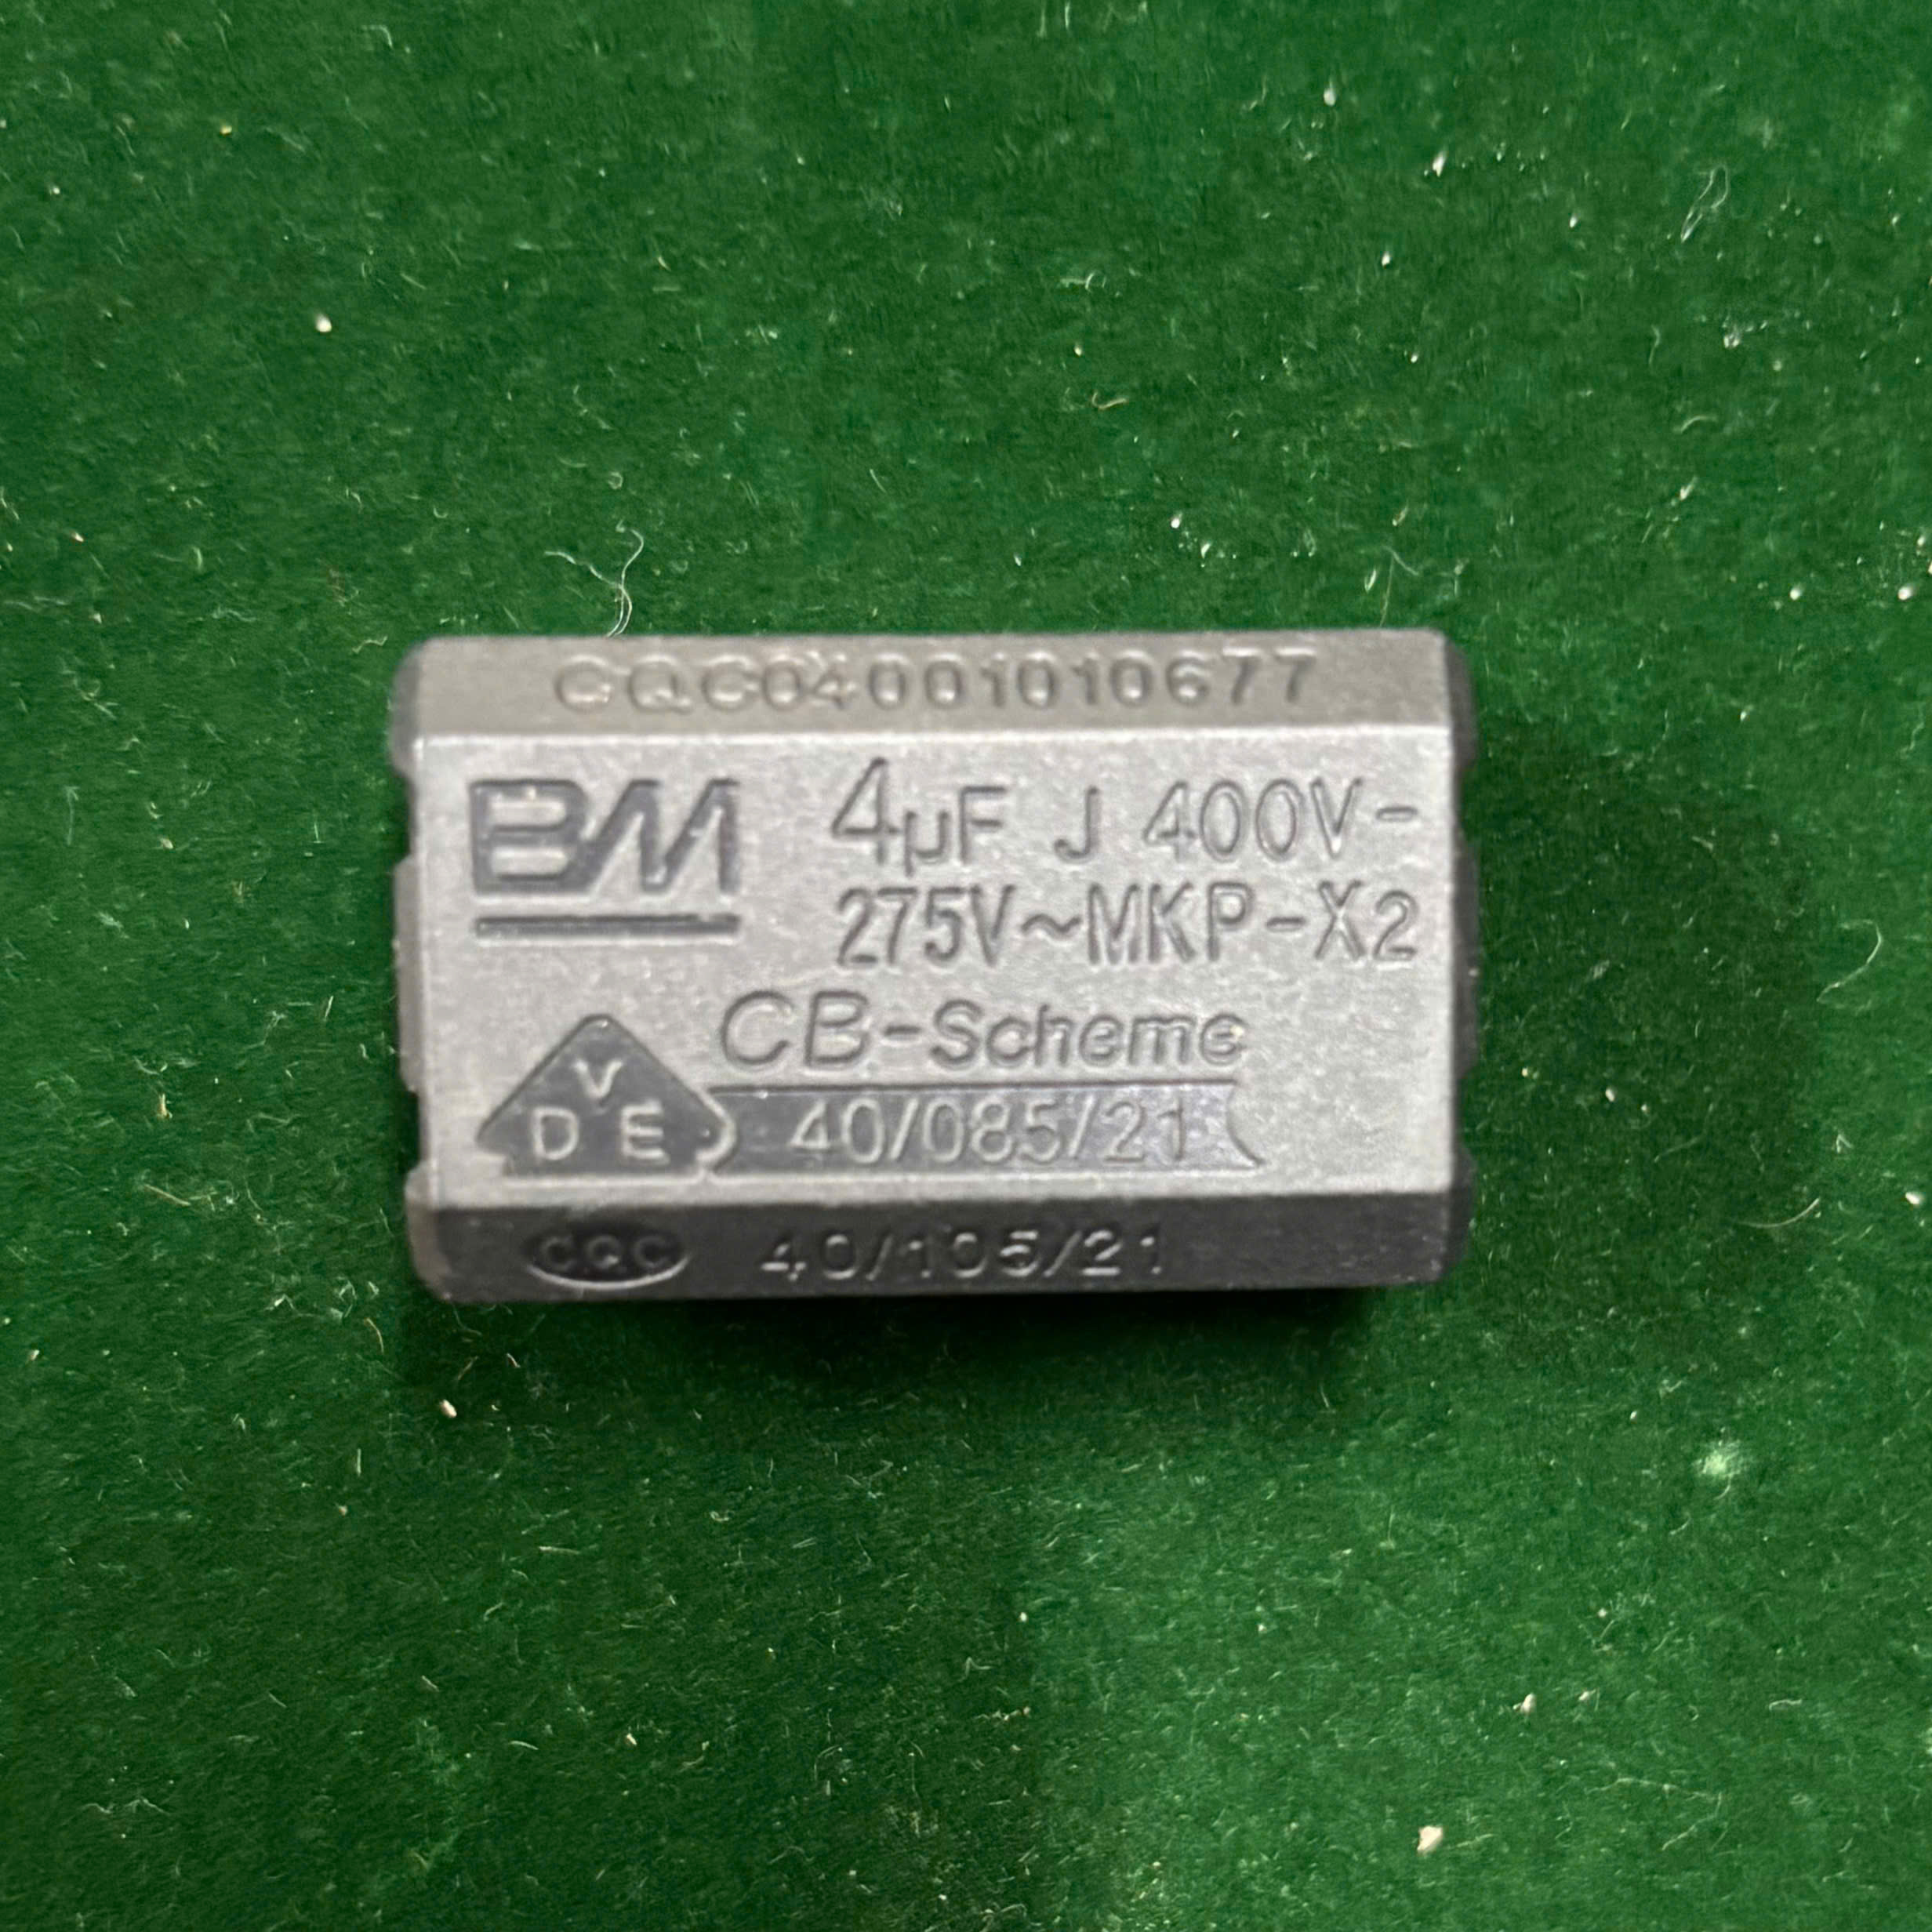 CQC04001010677
BM 4µF J 400V-
275V~MKP-X2
CB-Scheme
VDE 40/085/21
CQC 40/105/21